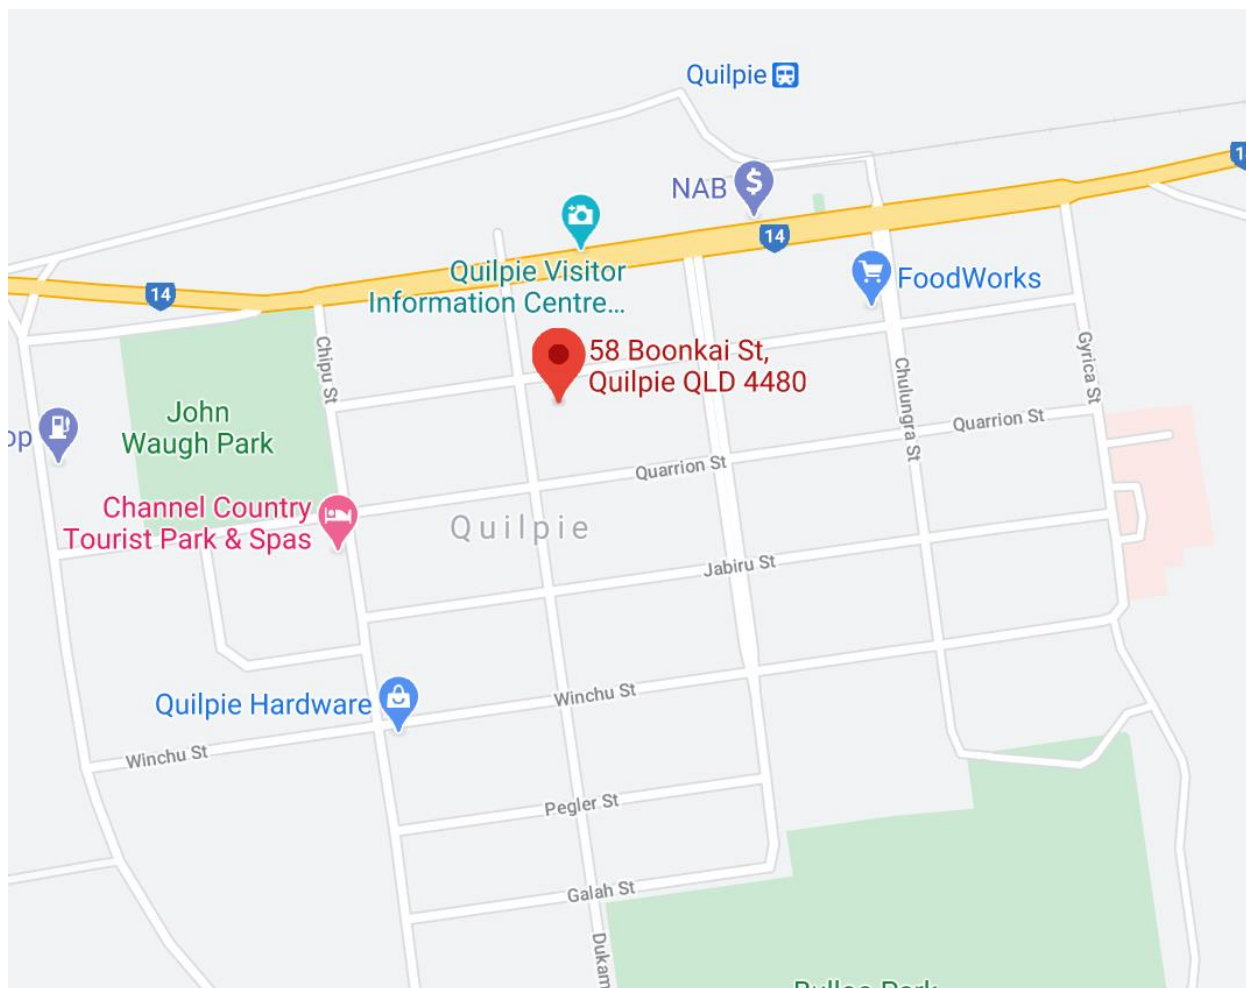 Quilpie
NAB
14
Quilpie Visitor
Information Centre...
14
FoodWorks
58 Boonkai St,
Quilpie QLD 4480
Chipu St
Chulungra St
Gyrica St
John
Waugh Park
op
Quarrion St
Quarrion St
Channel Country
Tourist Park & Spas
Quilpie
Jabiru St
Quilpie Hardware
Winchu St
Winchu St
Pegler St
Galah St
Dukam